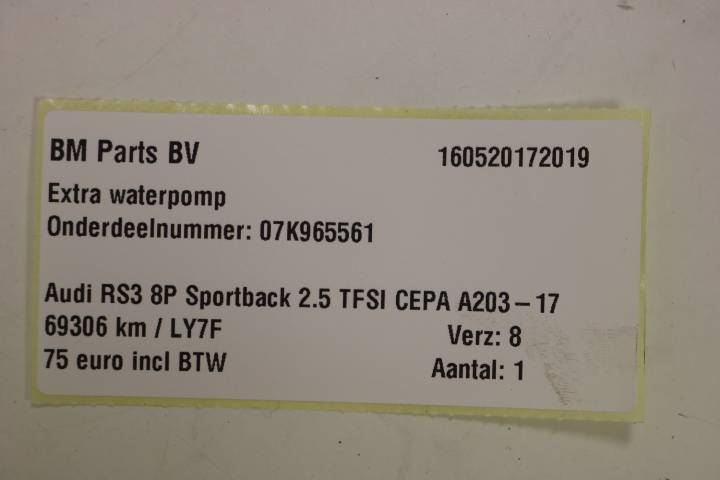 BM Parts BV 160520172019
Extra waterpomp
Onderdeelnummer: 07K965561
Audi RS3 8P Sportback 2.5 TFSI CEPA A203-17
69306 km / LY7F Verz: 8
75 euro incl BTW Aantal: 1